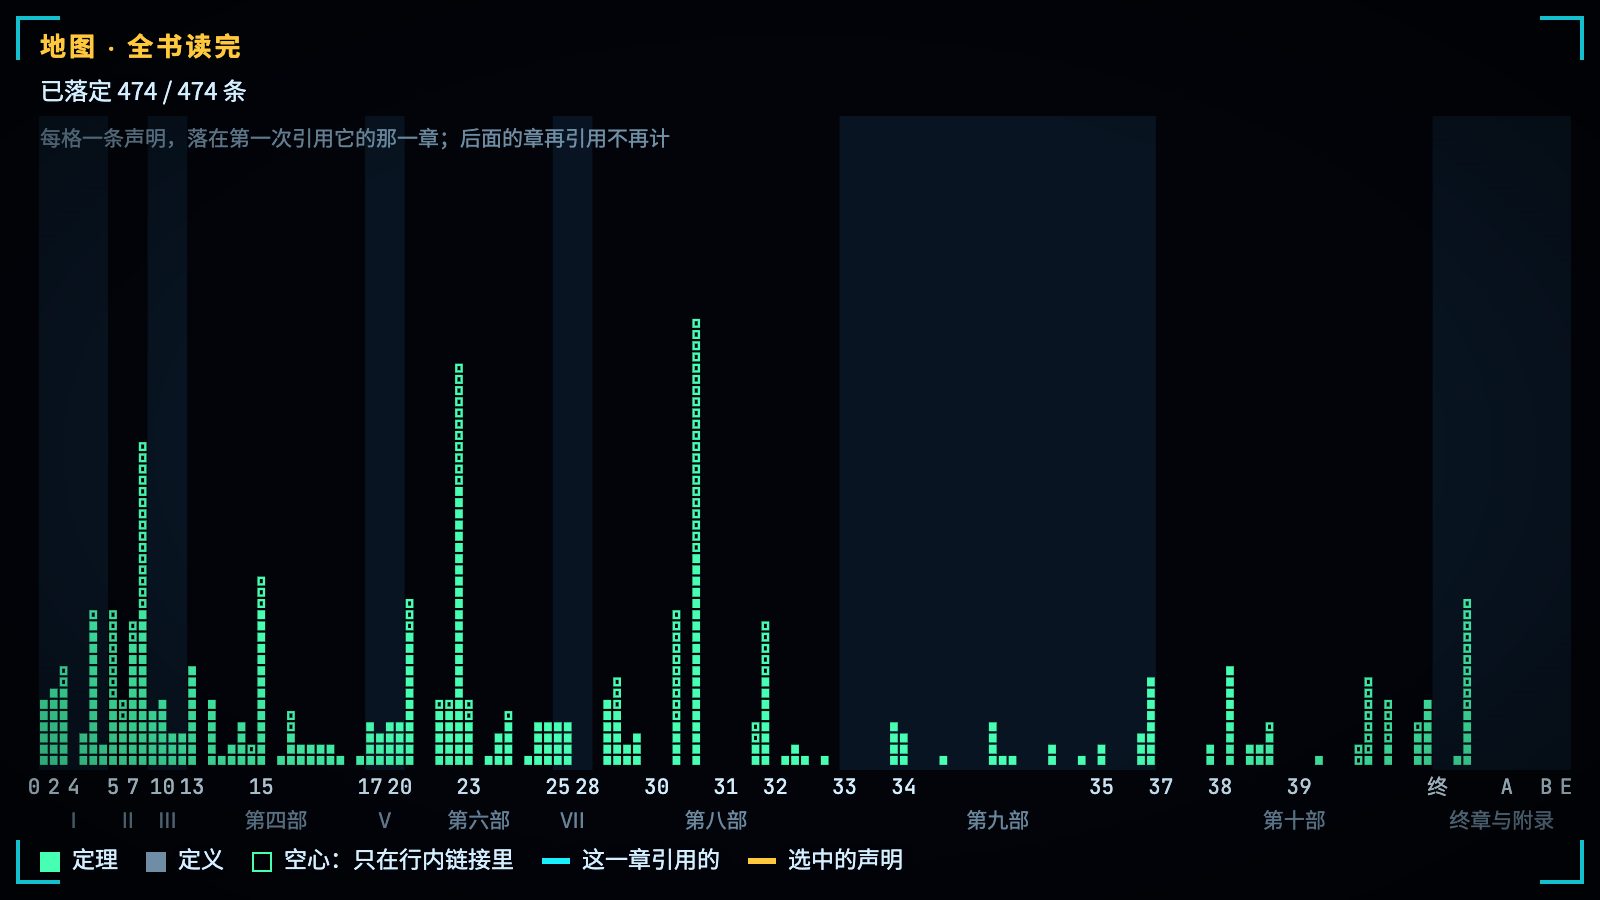 地图 · 全书读完
已落定 474 / 474 条
每格一条声明，落在第一次引用它的那一章；后面的章再引用不再计
0 2 4 5 7 10 13 15 17 20 23 25 28 30 31 32 33 34 35 37 38 39 终 A B E
I II III 第四部 V 第六部 VII 第八部 第九部 第十部 终章与附录
定理 定义 空心：只在行内链接里 这一章引用的 选中的声明